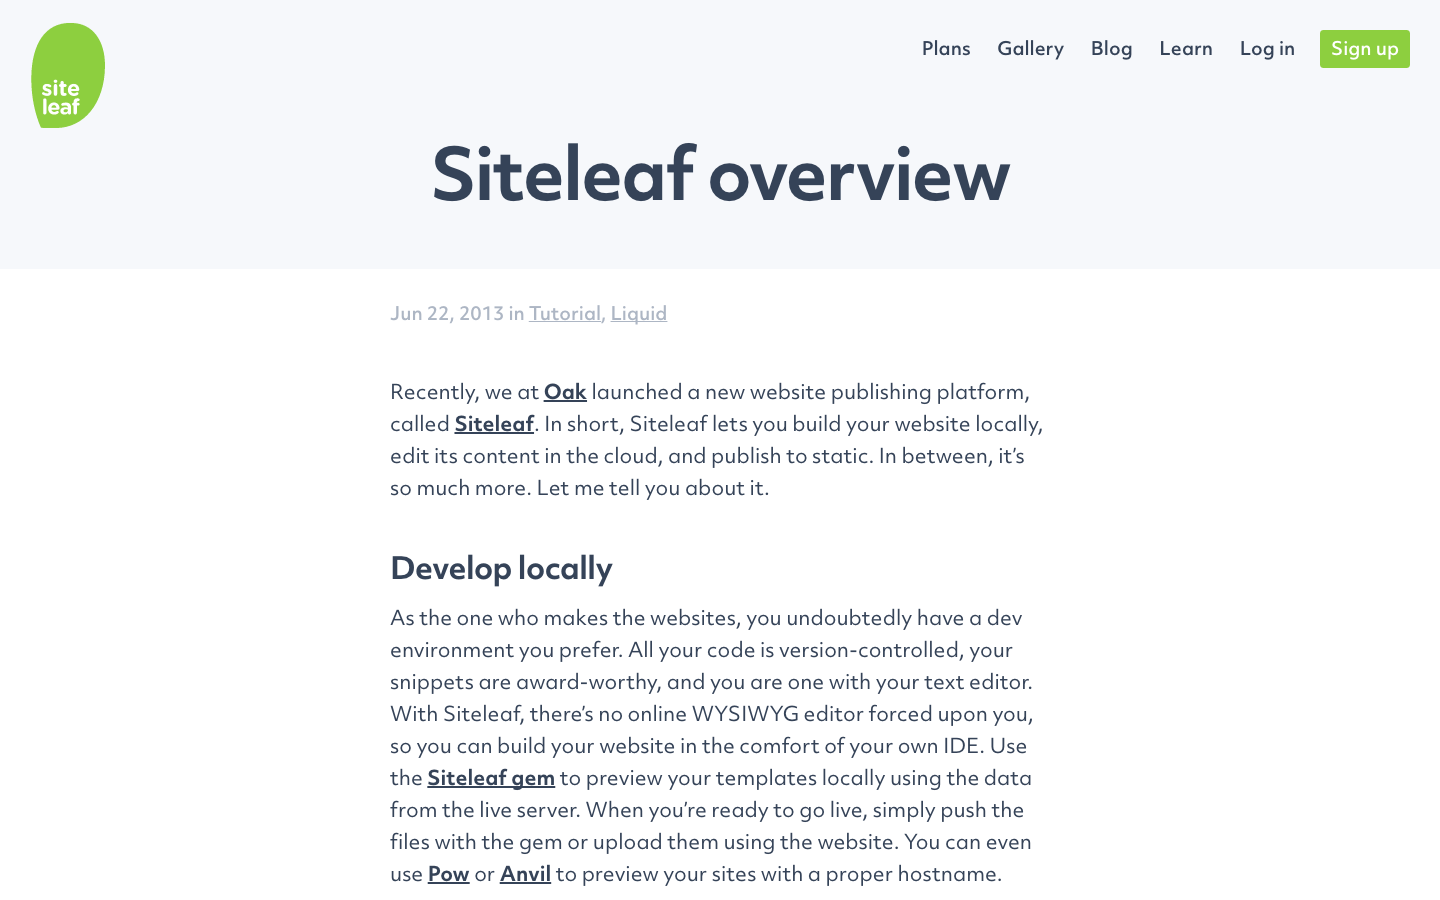 site
leaf
Plans
Gallery
Blog
Learn
Log in
Sign up
Siteleaf overview
Jun 22, 2013 in Tutorial, Liquid
Recently, we at Oak launched a new website publishing platform,
called Siteleaf. In short, Siteleaf lets you build your website locally,
edit its content in the cloud, and publish to static. In between, it’s
so much more. Let me tell you about it.
Develop locally
As the one who makes the websites, you undoubtedly have a dev
environment you prefer. All your code is version-controlled, your
snippets are award-worthy, and you are one with your text editor.
With Siteleaf, there’s no online WYSIWYG editor forced upon you,
so you can build your website in the comfort of your own IDE. Use
the Siteleaf gem to preview your templates locally using the data
from the live server. When you’re ready to go live, simply push the
files with the gem or upload them using the website. You can even
use Pow or Anvil to preview your sites with a proper hostname.